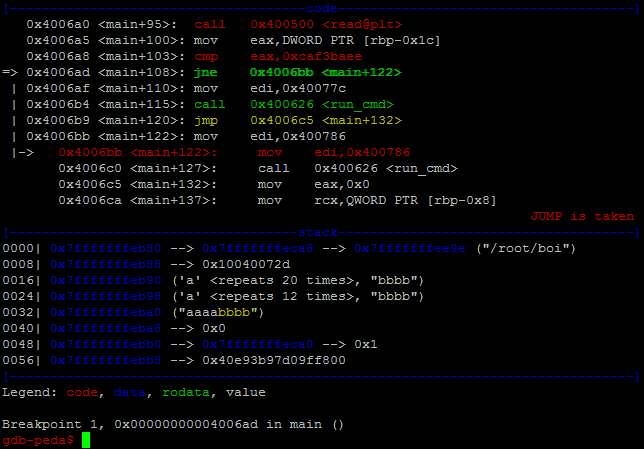 [-------------------------------------code-------------------------------------]
0x4006a0 <main+95>: call 0x400500 <read@plt>
0x4006a5 <main+100>: mov eax,DWORD PTR [rbp-0x1c]
0x4006a8 <main+103>: cmp eax,0xcaf3baee
=> 0x4006ad <main+108>: jne 0x4006bb <main+122>
| 0x4006af <main+110>: mov edi,0x40077c
| 0x4006b4 <main+115>: call 0x400626 <run_cmd>
| 0x4006b9 <main+120>: jmp 0x4006c5 <main+132>
| 0x4006bb <main+122>: mov edi,0x400786
|-> 0x4006bb <main+122>: mov edi,0x400786
0x4006c0 <main+127>: call 0x400626 <run_cmd>
0x4006c5 <main+132>: mov eax,0x0
0x4006ca <main+137>: mov rcx,QWORD PTR [rbp-0x8]
JUMP is taken
[------------------------------------stack-------------------------------------]
0000| 0x7fffffffeb80 --> 0x7fffffffeca8 --> 0x7fffffffee9e ("/root/boi")
0008| 0x7fffffffeb88 --> 0x10040072d
0016| 0x7fffffffeb90 ('a' <repeats 20 times>, "bbbb")
0024| 0x7fffffffeb98 ('a' <repeats 12 times>, "bbbb")
0032| 0x7fffffffeba0 ("aaaabbbb")
0040| 0x7fffffffeba8 --> 0x0
0048| 0x7fffffffebb0 --> 0x7fffffffeca0 --> 0x1
0056| 0x7fffffffebb8 --> 0x40e93b97d09ff800
[------------------------------------------------------------------------------]
Legend: code, data, rodata, value

Breakpoint 1, 0x00000000004006ad in main ()
gdb-peda$